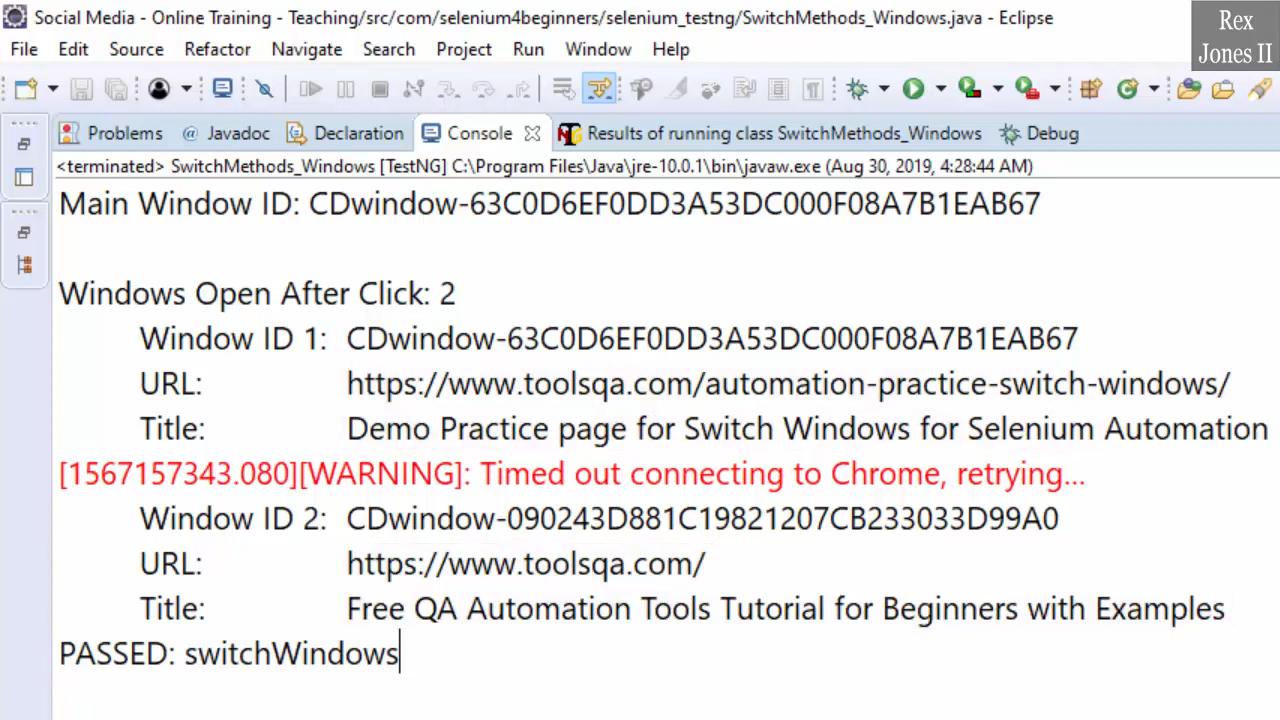 Social Media - Online Training - Teaching/src/com/selenium4beginners/selenium_testng/SwitchMethods_Windows.java - Eclipse
Rex
Jones II
File Edit Source Refactor Navigate Search Project Run Window Help
Problems @ Javadoc Declaration Console Results of running class SwitchMethods_Windows Debug
<terminated> SwitchMethods_Windows [TestNG] C:\Program Files\Java\jre-10.0.1\bin\javaw.exe (Aug 30, 2019, 4:28:44 AM)
Main Window ID: CDwindow-63C0D6EF0DD3A53DC000F08A7B1EAB67
Windows Open After Click: 2
Window ID 1: CDwindow-63C0D6EF0DD3A53DC000F08A7B1EAB67
URL: https://www.toolsqa.com/automation-practice-switch-windows/
Title: Demo Practice page for Switch Windows for Selenium Automation
[1567157343.080][WARNING]: Timed out connecting to Chrome, retrying...
Window ID 2: CDwindow-090243D881C19821207CB233033D99A0
URL: https://www.toolsqa.com/
Title: Free QA Automation Tools Tutorial for Beginners with Examples
PASSED: switchWindows